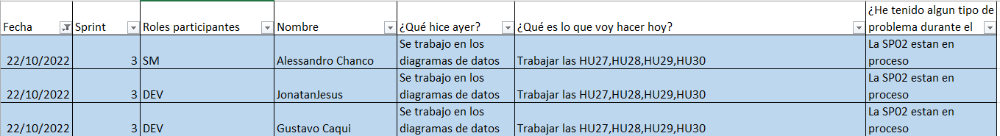 Fecha Sprint Roles participantes Nombre ¿Qué hice ayer? ¿Qué es lo que voy hacer hoy? ¿He tenido algun tipo de
problema durante el
22/10/2022 3 SM Alessandro Chanco Se trabajo en los
diagramas de datos Trabajar las HU27,HU28,HU29,HU30 La SP02 estan en
proceso
22/10/2022 3 DEV JonatanJesus Se trabajo en los
diagramas de datos Trabajar las HU27,HU28,HU29,HU30 La SP02 estan en
proceso
22/10/2022 3 DEV Gustavo Caqui Se trabajo en los
diagramas de datos Trabajar las HU27,HU28,HU29,HU30 La SP02 estan en
proceso